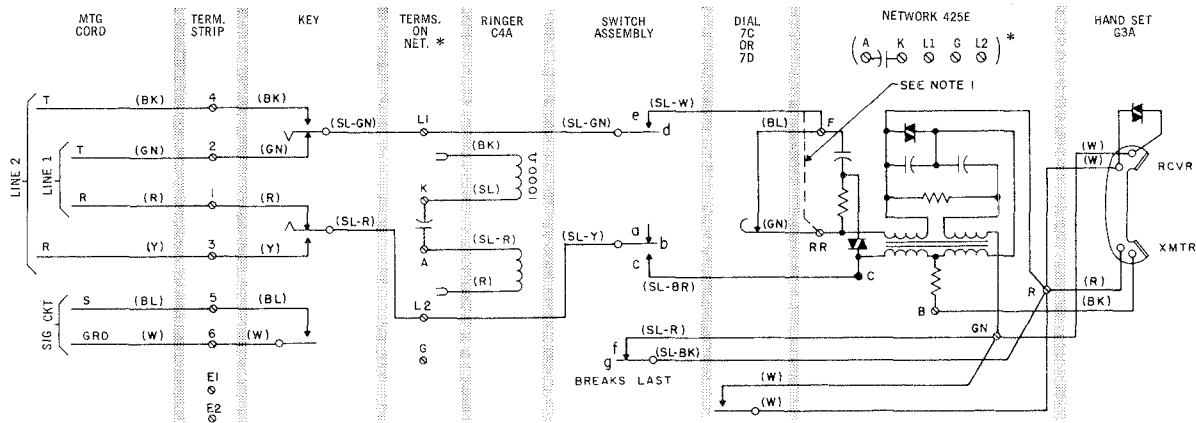 MTG CORD
TERM. STRIP
KEY
TERMS. ON NET. *
RINGER C4A
SWITCH ASSEMBLY
DIAL 7C OR 7D
NETWORK 425E
HAND SET G3A
( A K L1 G L2 ) *
SEE NOTE 1
LINE 2
LINE 1
SIG CKT
T (BK) 4 (BK)
T (GN) 2 (GN)
R (R) 1 (R)
R (Y) 3 (Y)
S (BL) 5 (BL)
GRD (W) 6 (W)
E1
E2
(SL-GN)
(SL-R)
L1
K
A
L2
G
(BK)
(SL)
1000Ω
(SL-R)
(R)
(SL-GN)
(SL-Y)
e
d
a
b
c
(SL-W)
(SL-BR)
f
g
(SL-R)
(SL-BK)
BREAKS LAST
(BL)
(GN)
(W)
(W)
F
RR
C
B
R
GN
(W)
(W)
(R)
(BK)
RCVR
XMTR